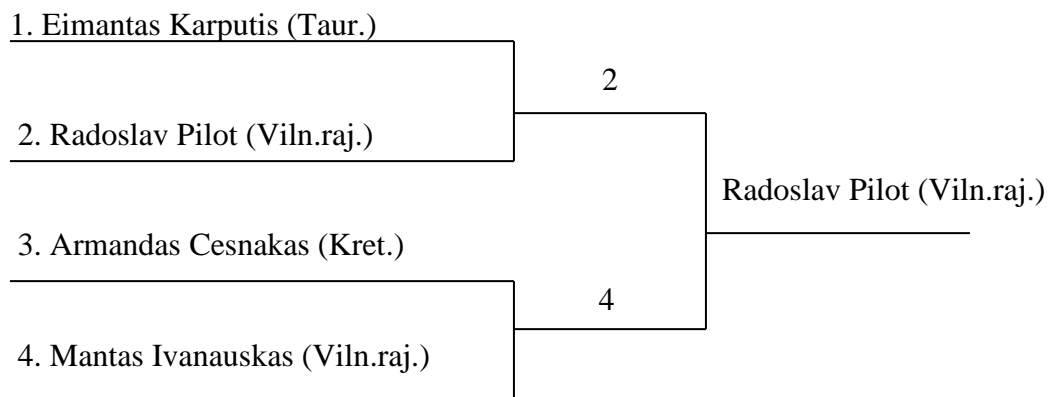 1. Eimantas Karputis (Taur.)
2
2. Radoslav Pilot (Viln.raj.)
Radoslav Pilot (Viln.raj.)
3. Armandas Cesnakas (Kret.)
4
4. Mantas Ivanauskas (Viln.raj.)